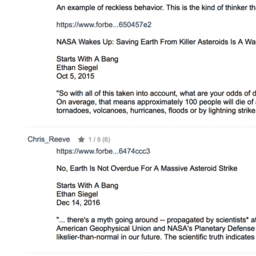 An example of reckless behavior. This is the kind of thinker th
https://www.forbe...650457e2
NASA Wakes Up: Saving Earth From Killer Asteroids Is A Wa
Starts With A Bang
Ethan Siegel
Oct 5, 2015
"So with all of this taken into account, what are your odds of d
On average, that means approximately 100 people will die of a
tornadoes, volcanoes, hurricanes, floods or by lightning strike
Chris_Reeve ★ 1 / 5 (6)
https://www.forbe...6474ccc3
No, Earth Is Not Overdue For A Massive Asteroid Strike
Starts With A Bang
Ethan Siegel
Dec 14, 2016
"... there's a myth going around -- propagated by scientists* at
American Geophysical Union and NASA's Planetary Defense
likelier-than-normal in our future. The scientific truth indicates